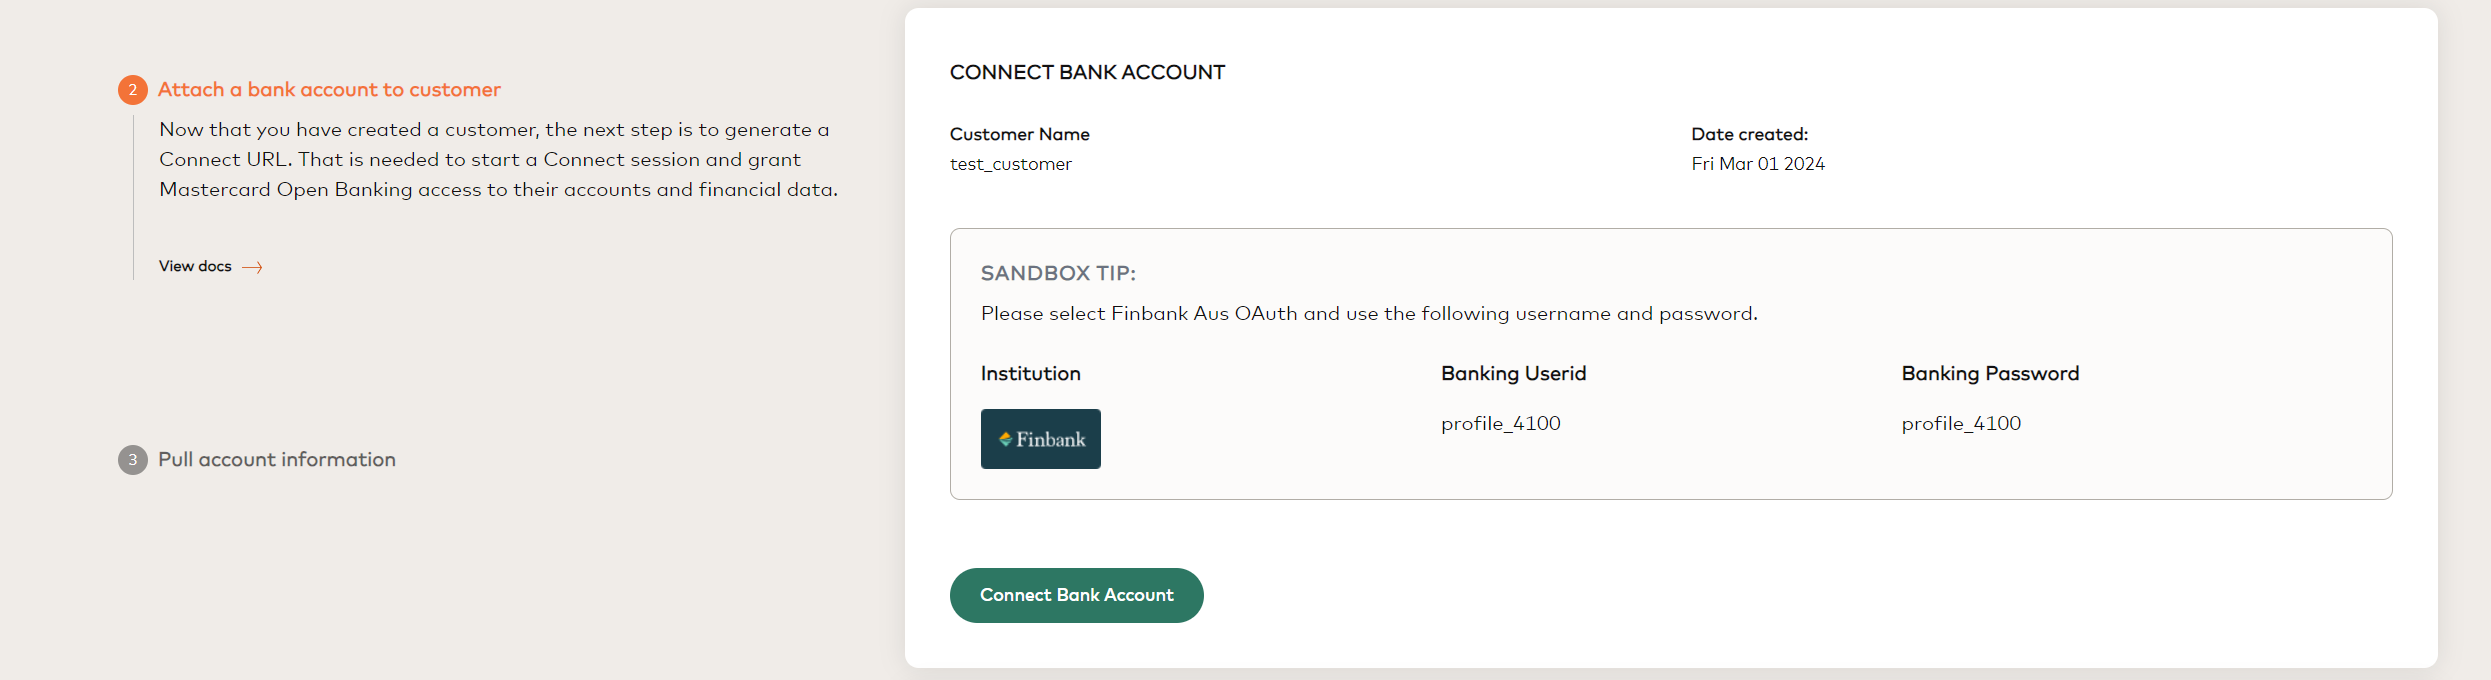 2 Attach a bank account to customer
Now that you have created a customer, the next step is to generate a
Connect URL. That is needed to start a Connect session and grant
Mastercard Open Banking access to their accounts and financial data.
View docs
3 Pull account information
CONNECT BANK ACCOUNT
Customer Name
test_customer
Date created:
Fri Mar 01 2024
SANDBOX TIP:
Please select Finbank Aus OAuth and use the following username and password.
Institution
Finbank
Banking Userid
profile_4100
Banking Password
profile_4100
Connect Bank Account